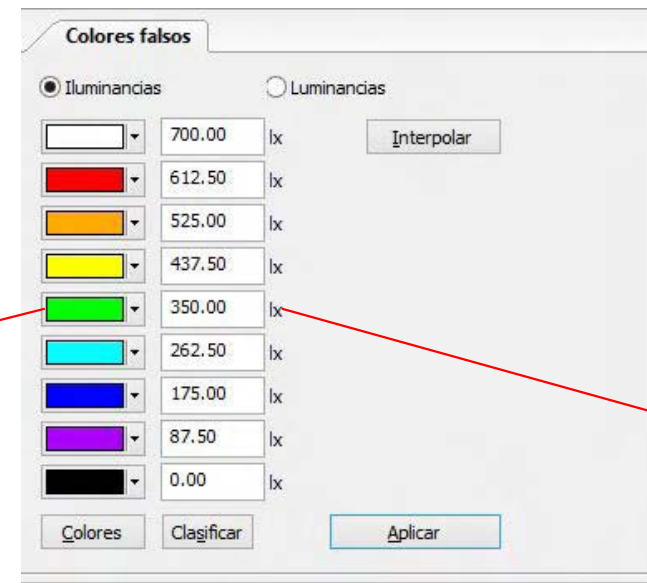 Colores falsos
Iluminancias Luminancias
700.00 lx Interpolar
612.50 lx
525.00 lx
437.50 lx
350.00 lx
262.50 lx
175.00 lx
87.50 lx
0.00 lx
Colores Clasificar Aplicar